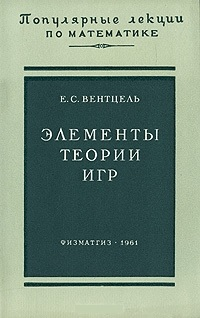 Популярные лекции
ПО МАТЕМАТИКЕ
Е. С. ВЕНТЦЕЛЬ
ЭЛЕМЕНТЫ
ТЕОРИИ
ИГР
ФИЗМАТГИЗ · 1961